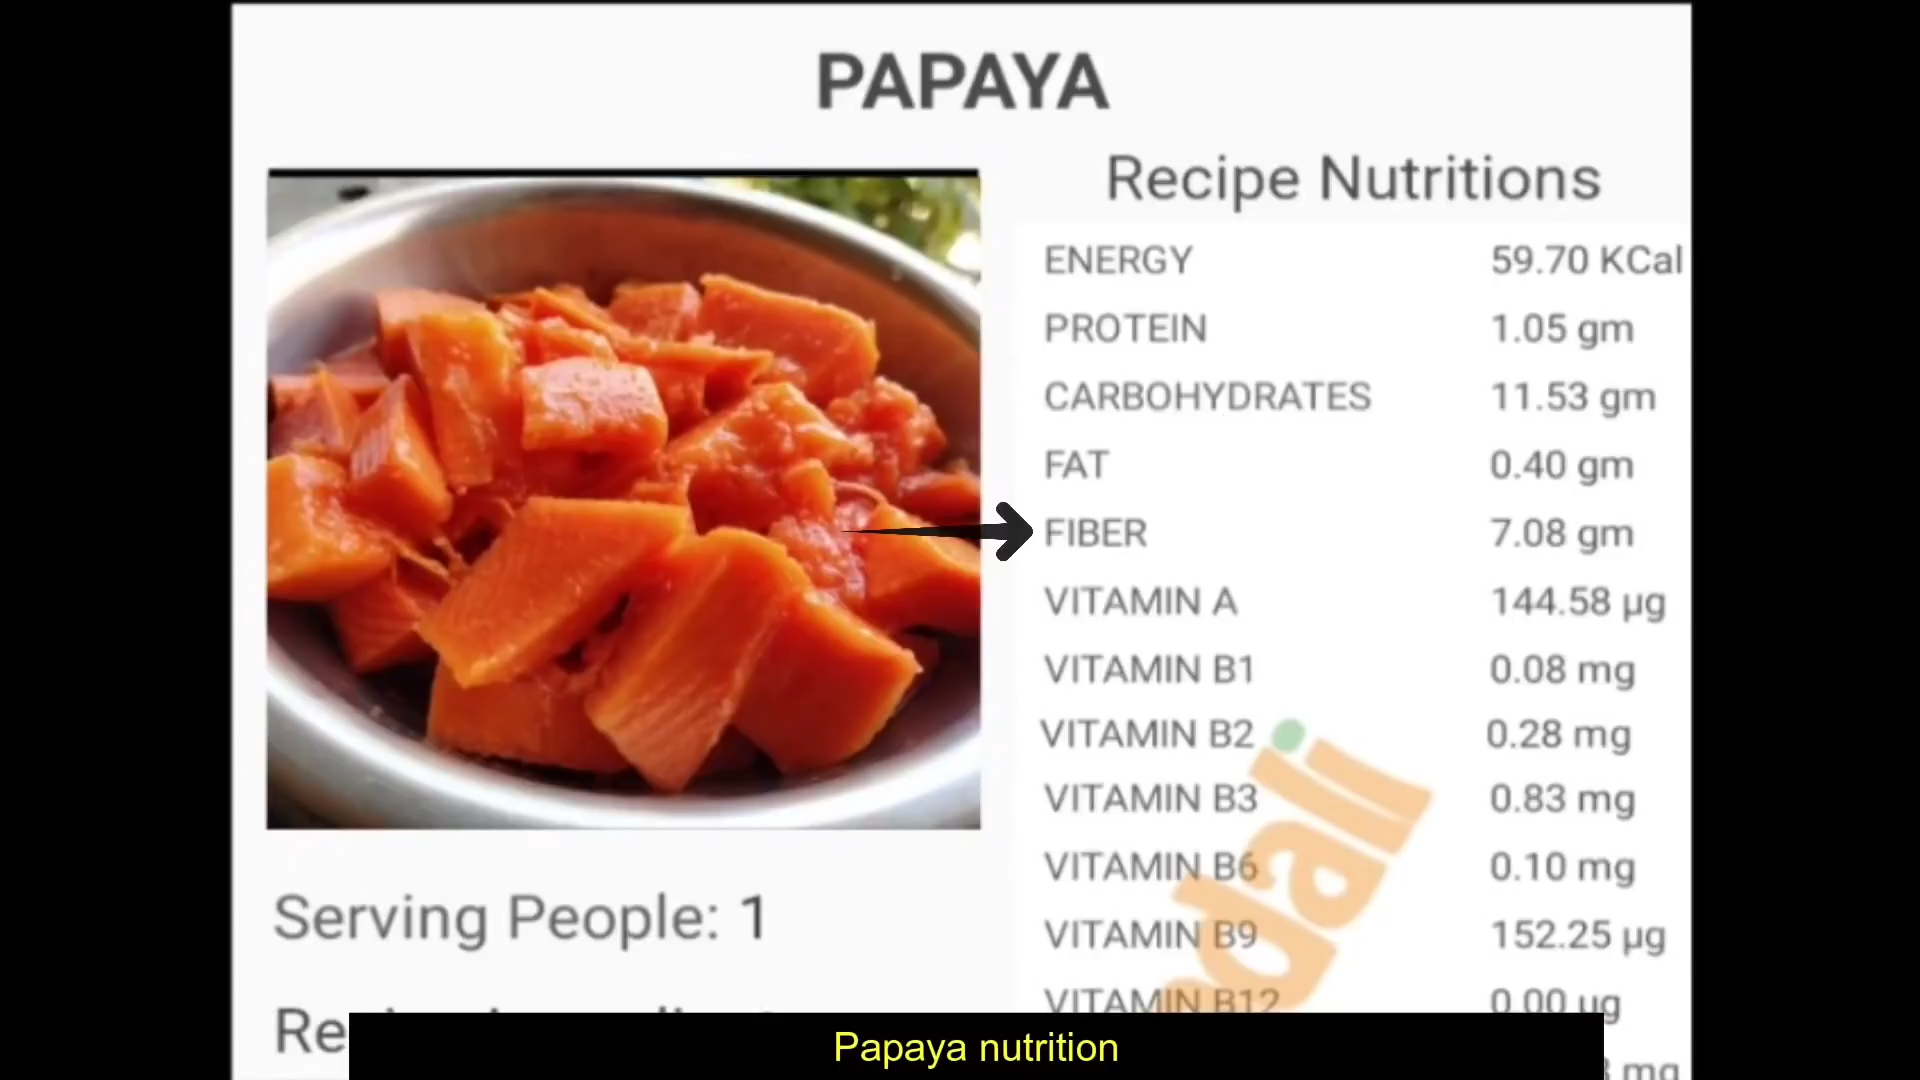 PAPAYA
Recipe Nutritions
ENERGY 59.70 KCal
PROTEIN 1.05 gm
CARBOHYDRATES 11.53 gm
FAT 0.40 gm
FIBER 7.08 gm
VITAMIN A 144.58 µg
VITAMIN B1 0.08 mg
VITAMIN B2 0.28 mg
VITAMIN B3 0.83 mg
VITAMIN B6 0.10 mg
VITAMIN B9 152.25 µg
VITAMIN B12 0.00 µg
mg
dali
Serving People: 1
Papaya nutrition